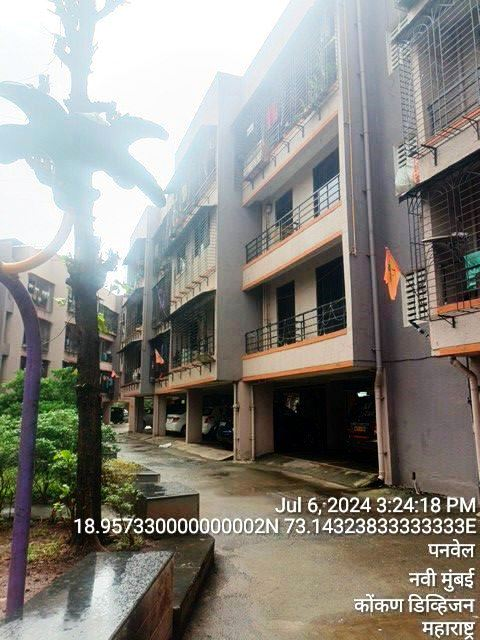 Jul 6, 2024 3:24:18 PM
18.957330000000002N 73.14323833333333E
पनवेल
नवी मुंबई
कोंकण डिव्हिजन
महाराष्ट्र